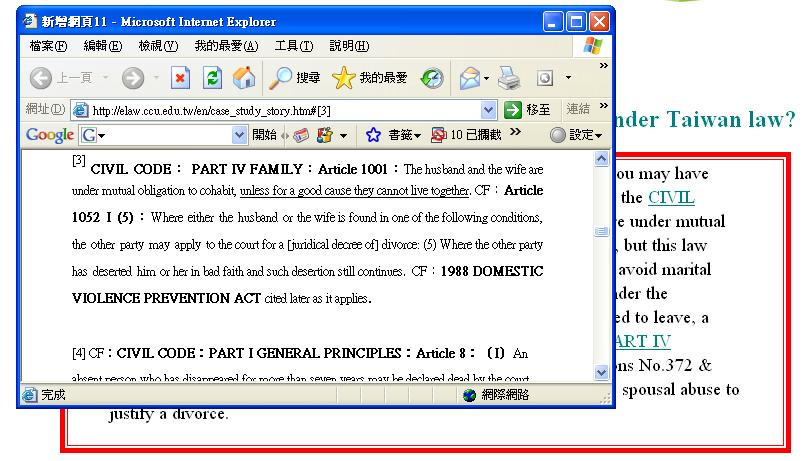 新增網頁11 - Microsoft Internet Explorer
檔案(F) 編輯(E) 檢視(V) 我的最愛(A) 工具(T) 說明(H)
上一頁 搜尋 我的最愛 »
網址(D) http://elaw.ccu.edu.tw/en/case_study_story.htm#[3] 移至 連結 »
Google G 開始 書籤 10 已攔截 » 設定
[3] CIVIL CODE： PART IV FAMILY：Article 1001：The husband and the wife are
under mutual obligation to cohabit, unless for a good cause they cannot live together. CF：Article
1052 I (5)：Where either the husband or the wife is found in one of the following conditions,
the other party may apply to the court for a [juridical decree of] divorce: (5) Where the other party
has deserted him or her in bad faith and such desertion still continues. CF：1988 DOMESTIC
VIOLENCE PREVENTION ACT cited later as it applies.
[4] CF：CIVIL CODE：PART I GENERAL PRINCIPLES：Article 8： (I) An
absent person who has disappeared for more than seven years may be declared dead by the court
完成 網際網路
nder Taiwan law?
ou may have
the CIVIL
e under mutual
, but this law
avoid marital
der the
ed to leave, a
ART IV
ns No.372 &
spousal abuse to
justify a divorce.